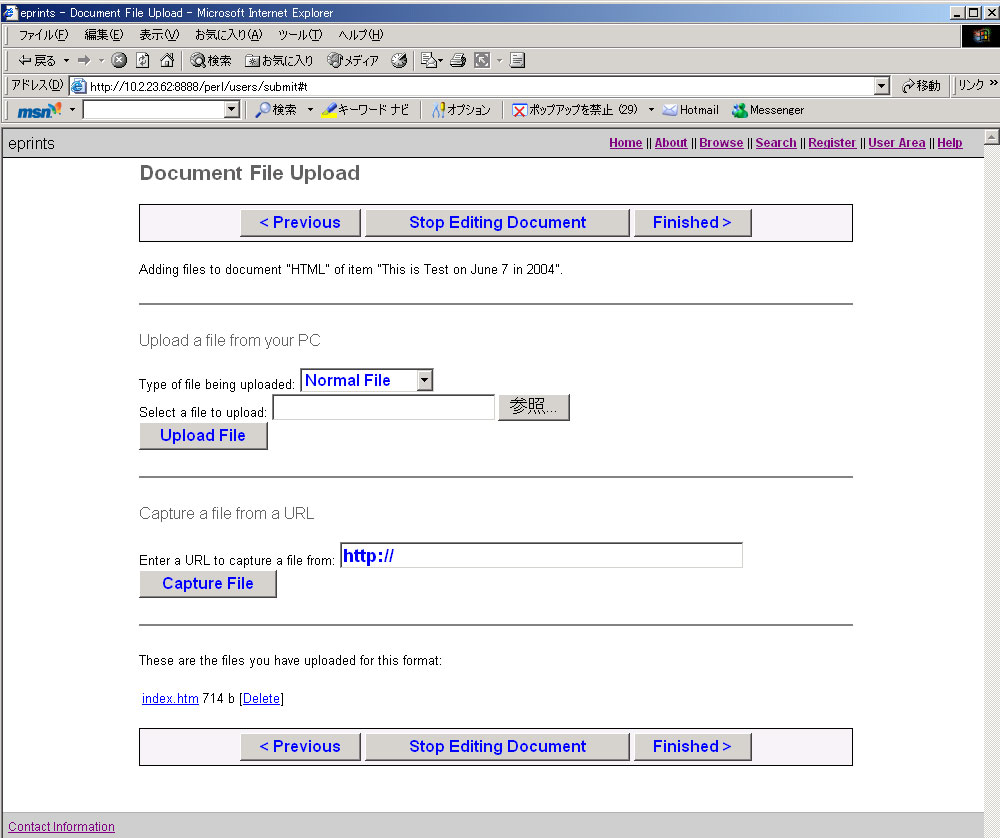 eprints - Document File Upload - Microsoft Internet Explorer
ファイル(F) 編集(E) 表示(V) お気に入り(A) ツール(T) ヘルプ(H)
戻る 検索 お気に入り メディア
アドレス(D) http://10.2.23.62:8888/perl/users/submit#t 移動 リンク »
msn 検索 キーワード ナビ オプション ポップアップを禁止 (29) Hotmail Messenger
eprints Home || About || Browse || Search || Register || User Area || Help
Document File Upload
< Previous Stop Editing Document Finished >
Adding files to document "HTML" of item "This is Test on June 7 in 2004".
Upload a file from your PC
Type of file being uploaded: Normal File
Select a file to upload: 参照...
Upload File
Capture a file from a URL
Enter a URL to capture a file from: http://
Capture File
These are the files you have uploaded for this format:
index.htm 714 b [Delete]
< Previous Stop Editing Document Finished >
Contact Information